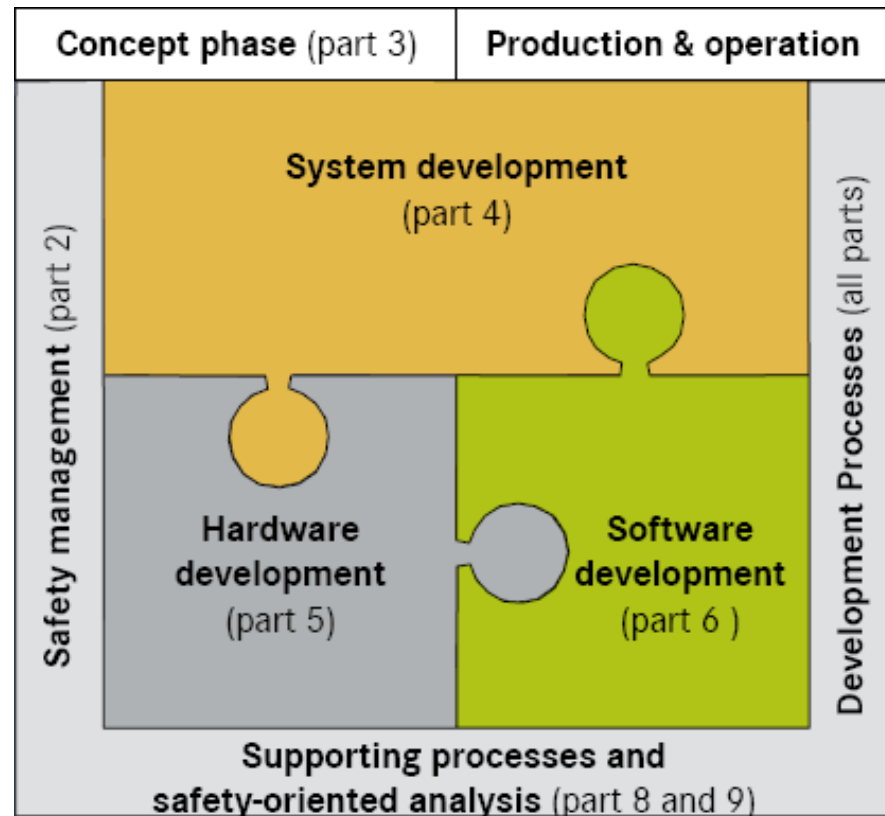 Concept phase (part 3)
Production & operation
System development
(part 4)
Safety management (part 2)
Development Processes (all parts)
Hardware
development
(part 5)
Software
development
(part 6 )
Supporting processes and
safety-oriented analysis (part 8 and 9)